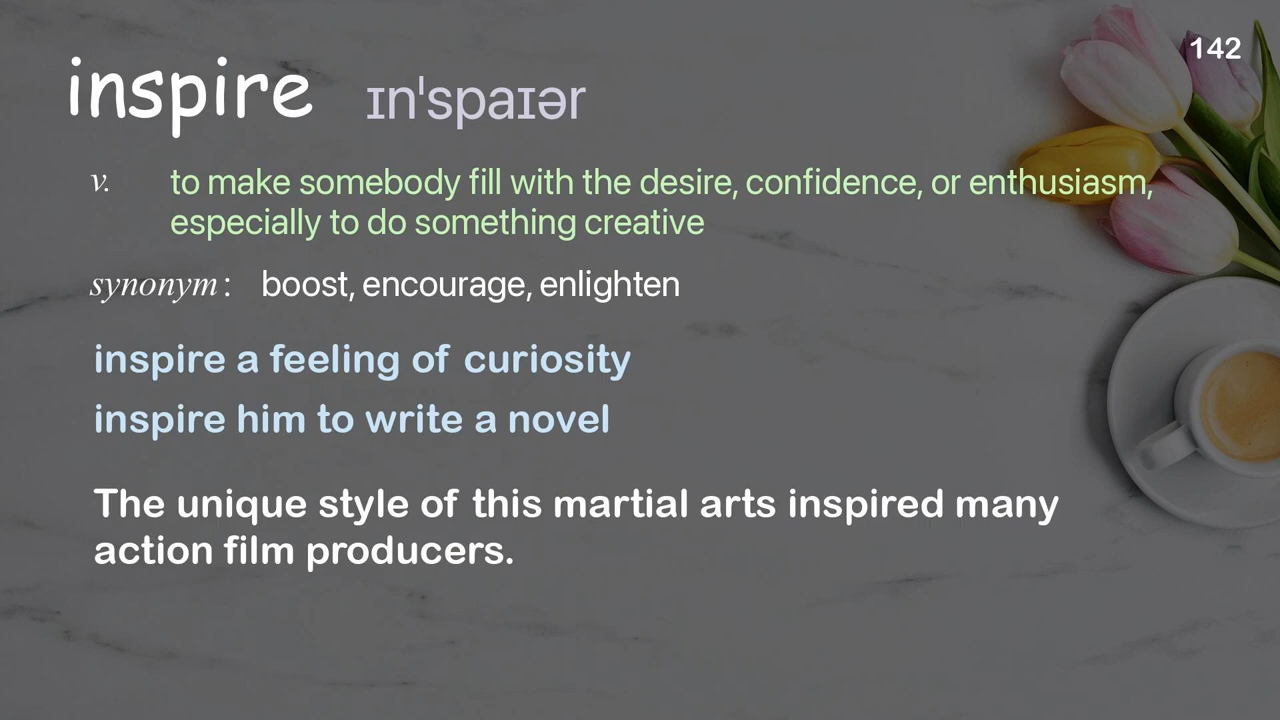 142
inspire ɪn'spaɪər
v. to make somebody fill with the desire, confidence, or enthusiasm,
especially to do something creative
synonym: boost, encourage, enlighten
inspire a feeling of curiosity
inspire him to write a novel
The unique style of this martial arts inspired many
action film producers.